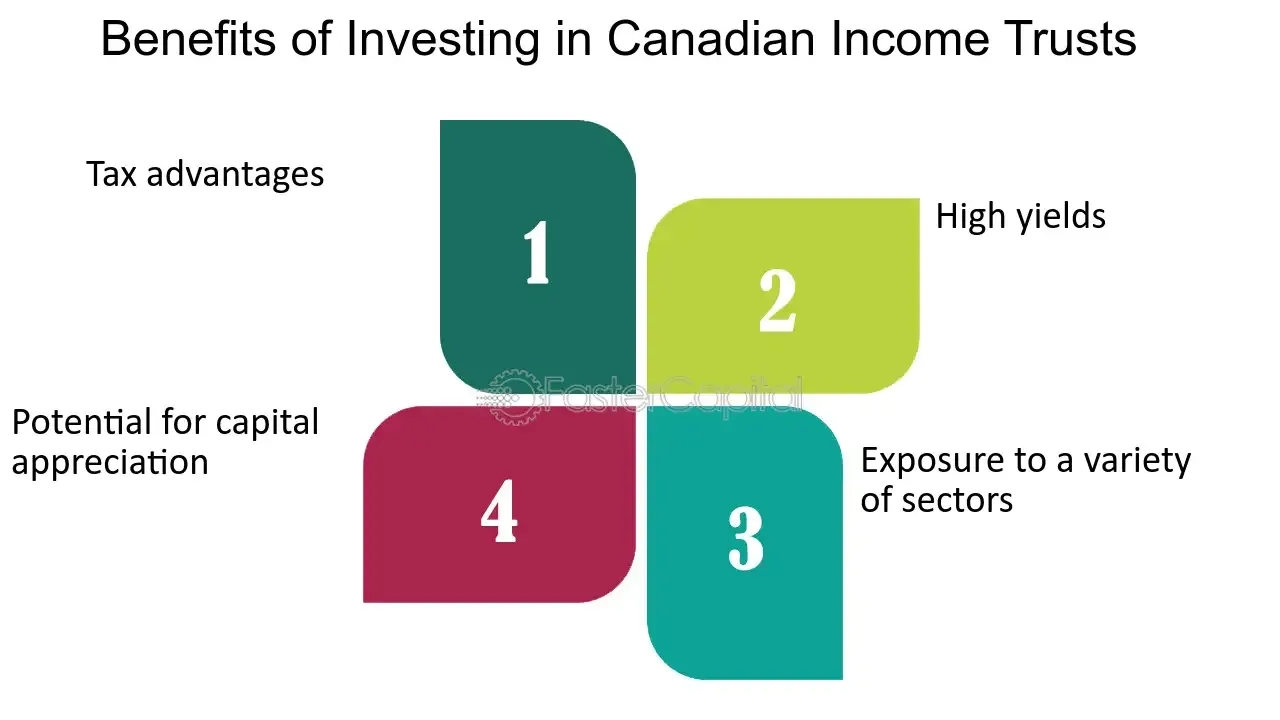 Benefits of Investing in Canadian Income Trusts
Tax advantages
1
High yields
2
FasterCapital
Potential for capital
appreciation
4
Exposure to a variety
of sectors
3